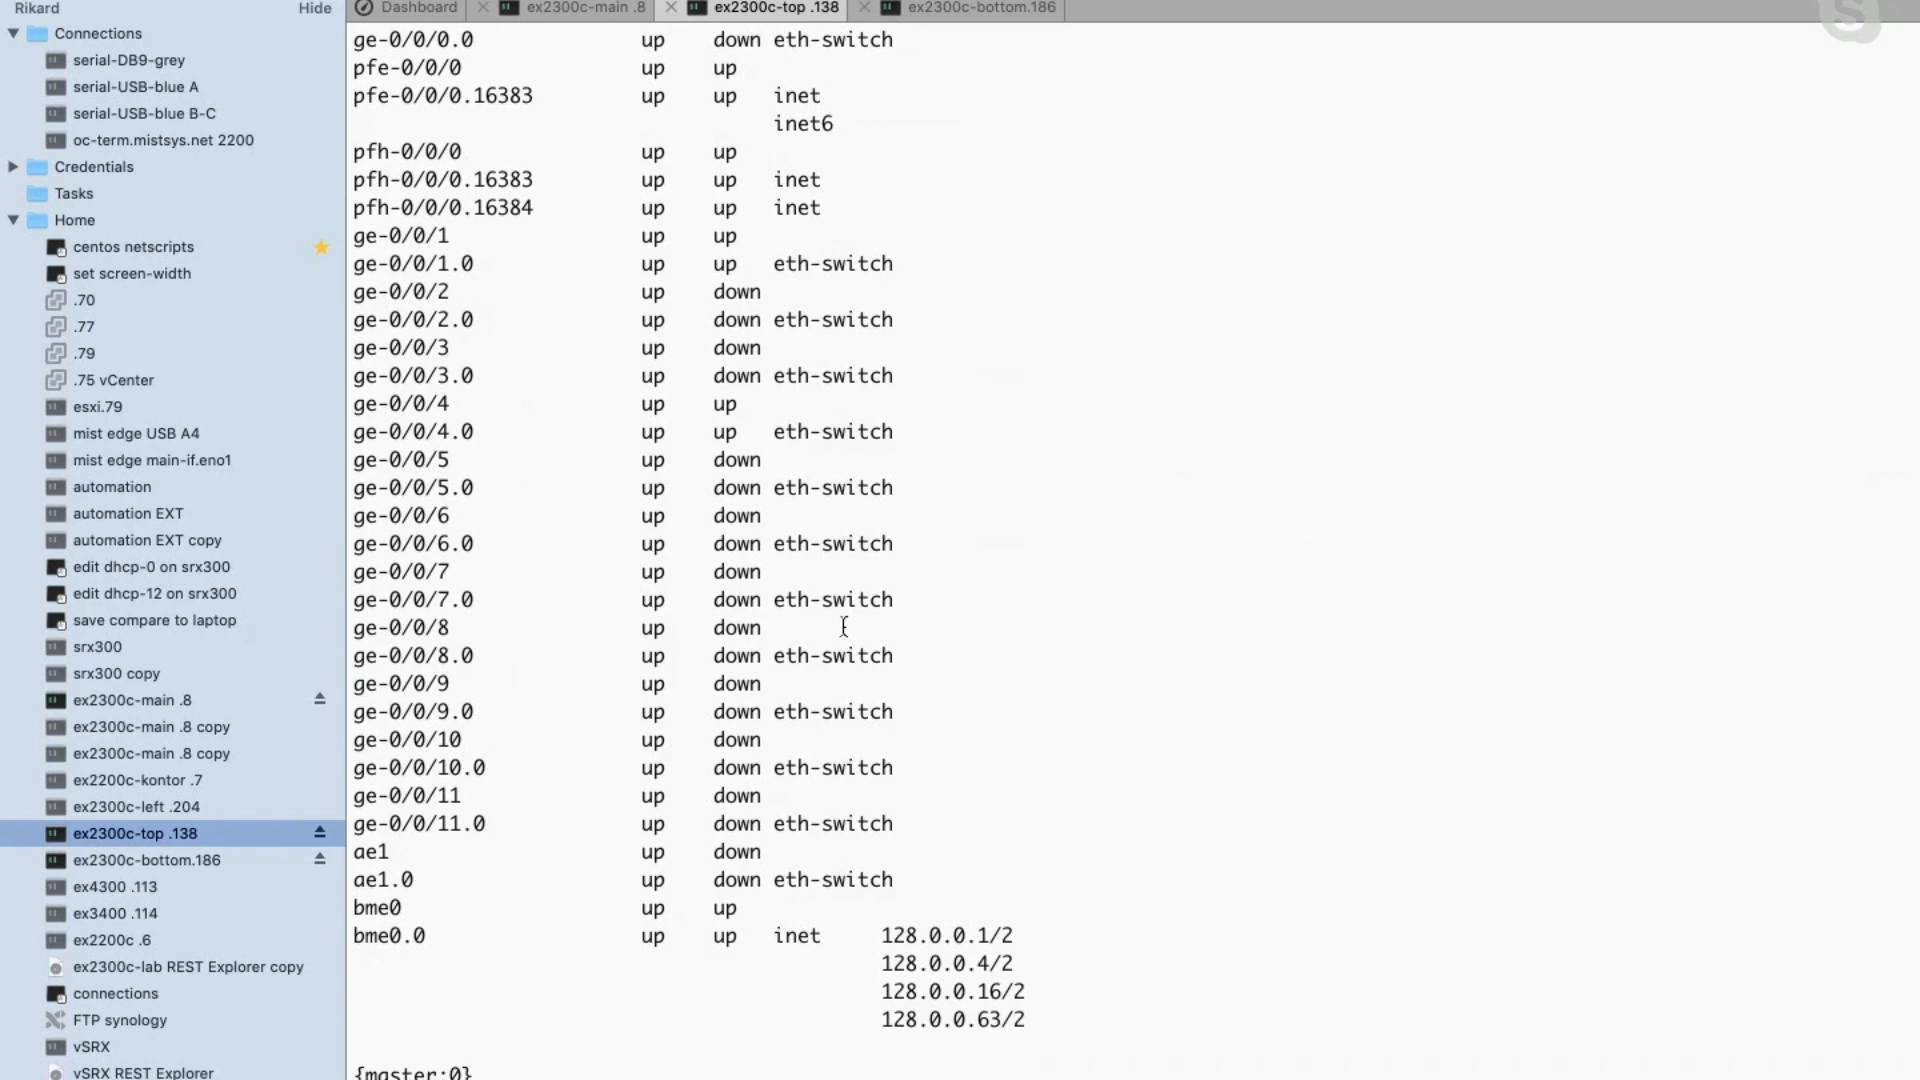 Rikard Hide
Connections
serial-DB9-grey
serial-USB-blue A
serial-USB-blue B-C
oc-term.mistsys.net 2200
Credentials
Tasks
Home
centos netscripts
set screen-width
.70
.77
.79
.75 vCenter
esxi.79
mist edge USB A4
mist edge main-if.eno1
automation
automation EXT
automation EXT copy
edit dhcp-0 on srx300
edit dhcp-12 on srx300
save compare to laptop
srx300
srx300 copy
ex2300c-main .8
ex2300c-main .8 copy
ex2300c-main .8 copy
ex2200c-kontor .7
ex2300c-left .204
ex2300c-top .138
ex2300c-bottom.186
ex4300 .113
ex3400 .114
ex2200c .6
ex2300c-lab REST Explorer copy
connections
FTP synology
vSRX
vSRX REST Explorer
Dashboard ex2300c-main .8 ex2300c-top .138 ex2300c-bottom.186
ge-0/0/0.0 up down eth-switch
pfe-0/0/0 up up
pfe-0/0/0.16383 up up inet
inet6
pfh-0/0/0 up up
pfh-0/0/0.16383 up up inet
pfh-0/0/0.16384 up up inet
ge-0/0/1 up up
ge-0/0/1.0 up up eth-switch
ge-0/0/2 up down
ge-0/0/2.0 up down eth-switch
ge-0/0/3 up down
ge-0/0/3.0 up down eth-switch
ge-0/0/4 up up
ge-0/0/4.0 up up eth-switch
ge-0/0/5 up down
ge-0/0/5.0 up down eth-switch
ge-0/0/6 up down
ge-0/0/6.0 up down eth-switch
ge-0/0/7 up down
ge-0/0/7.0 up down eth-switch
ge-0/0/8 up down
ge-0/0/8.0 up down eth-switch
ge-0/0/9 up down
ge-0/0/9.0 up down eth-switch
ge-0/0/10 up down
ge-0/0/10.0 up down eth-switch
ge-0/0/11 up down
ge-0/0/11.0 up down eth-switch
ae1 up down
ae1.0 up down eth-switch
bme0 up up
bme0.0 up up inet 128.0.0.1/2
128.0.0.4/2
128.0.0.16/2
128.0.0.63/2
{master:0}